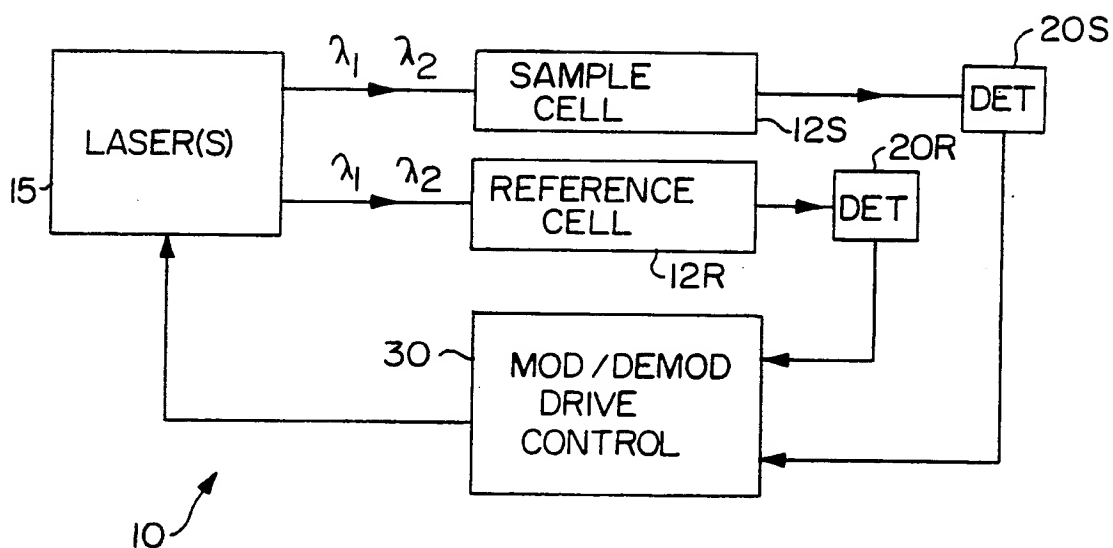 20S
λ1 λ2
SAMPLE
CELL
DET
12S
LASER(S)
20R
15
λ1 λ2
REFERENCE
CELL
DET
12R
30
MOD/DEMOD
DRIVE
CONTROL
10